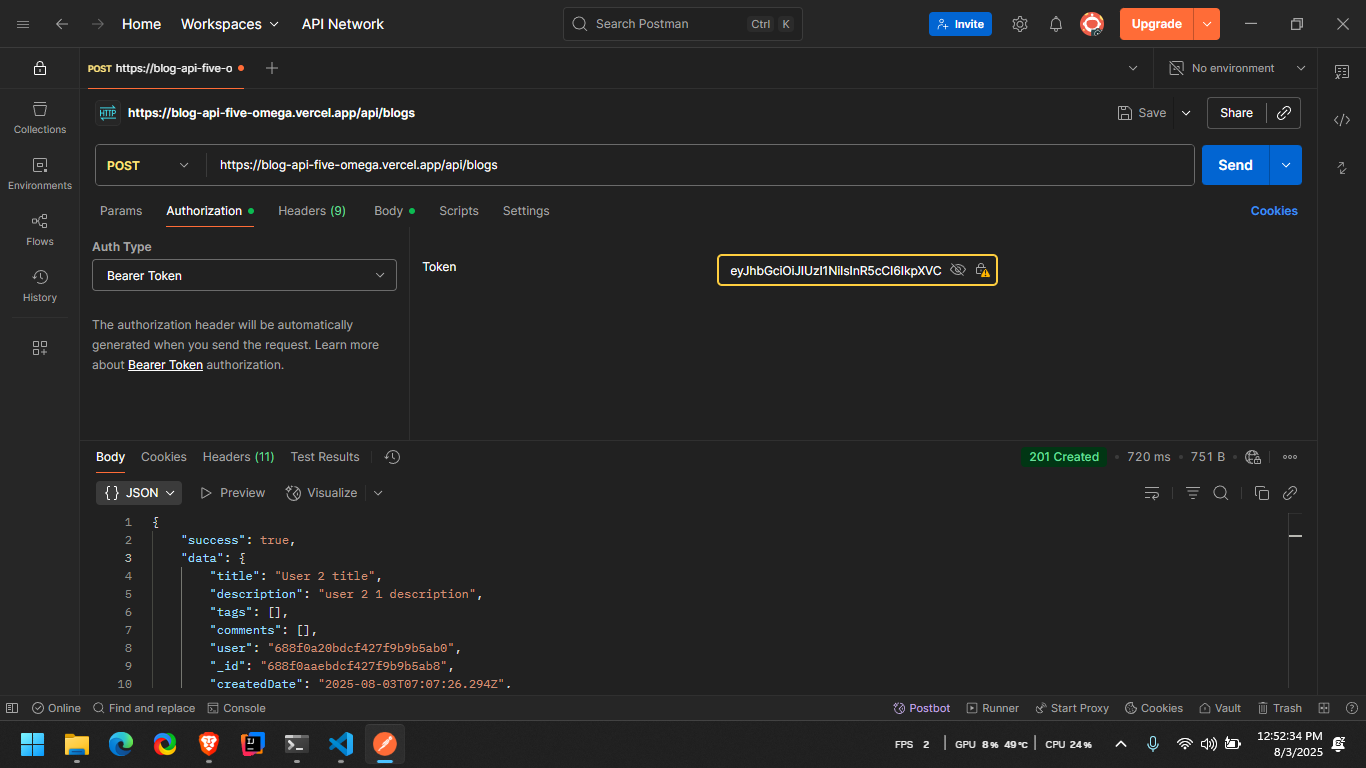 Home Workspaces API Network Search Postman Ctrl K Invite Upgrade
POST https://blog-api-five-o No environment
HTTP https://blog-api-five-omega.vercel.app/api/blogs Save Share
Collections
POST https://blog-api-five-omega.vercel.app/api/blogs Send
Environments
Params Authorization Headers (9) Body Scripts Settings Cookies
Flows
Auth Type
Token eyJhbGciOiJIUzI1NiIsInR5cCI6IkpXVC
Bearer Token
History
The authorization header will be automatically
generated when you send the request. Learn more
about Bearer Token authorization.
Body Cookies Headers (11) Test Results 201 Created 720 ms 751 B
{} JSON Preview Visualize
1 {
2 "success": true,
3 "data": {
4 "title": "User 2 title",
5 "description": "user 2 1 description",
6 "tags": [],
7 "comments": [],
8 "user": "688f0a20bdcf427f9b9b5ab0",
9 "_id": "688f0aaebdcf427f9b9b5ab8",
10 "createdDate": "2025-08-03T07:07:26.294Z",
Online Find and replace Console Postbot Runner Start Proxy Cookies Vault Trash
FPS 2 GPU 8% 49°C CPU 24% 12:52:34 PM
8/3/2025